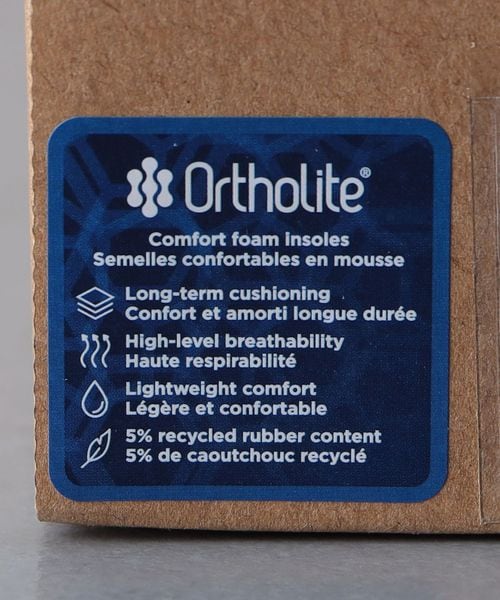 Ortholite®
Comfort foam insoles
Semelles confortables en mousse
Long-term cushioning
Confort et amorti longue durée
High-level breathability
Haute respirabilité
Lightweight comfort
Légère et confortable
5% recycled rubber content
5% de caoutchouc recyclé